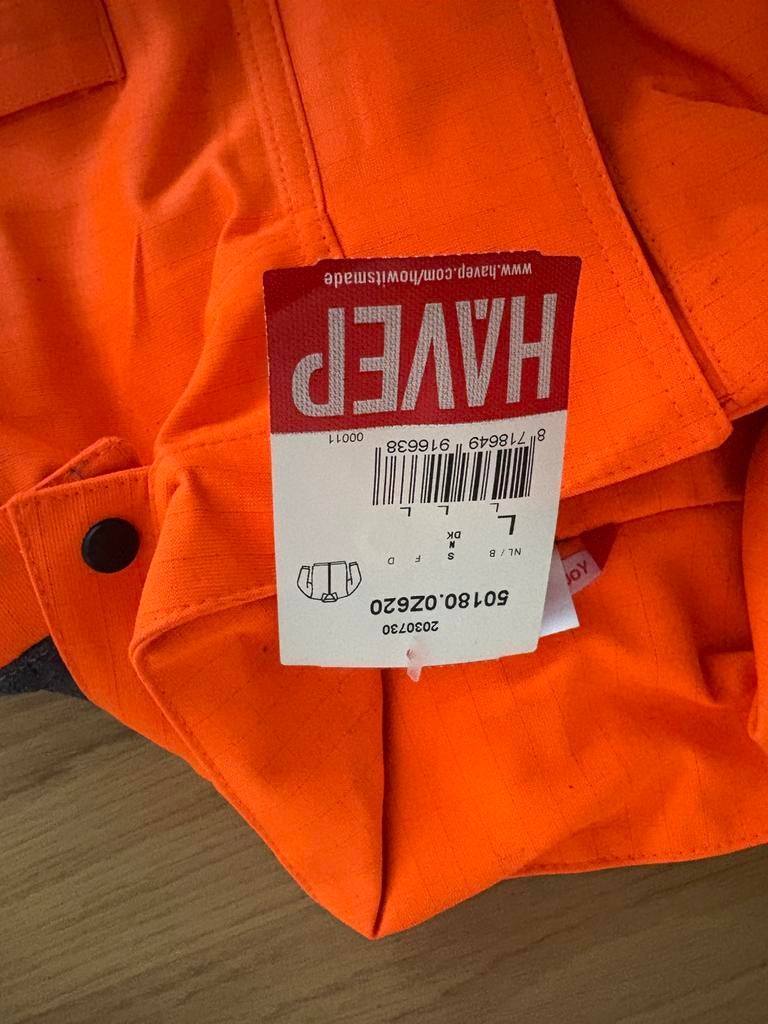 2030730
50180.0Z620
NL / B S N DK F D
L L L L
8 718649 916638
00011
HAVEP
www.havep.com/howitsmade